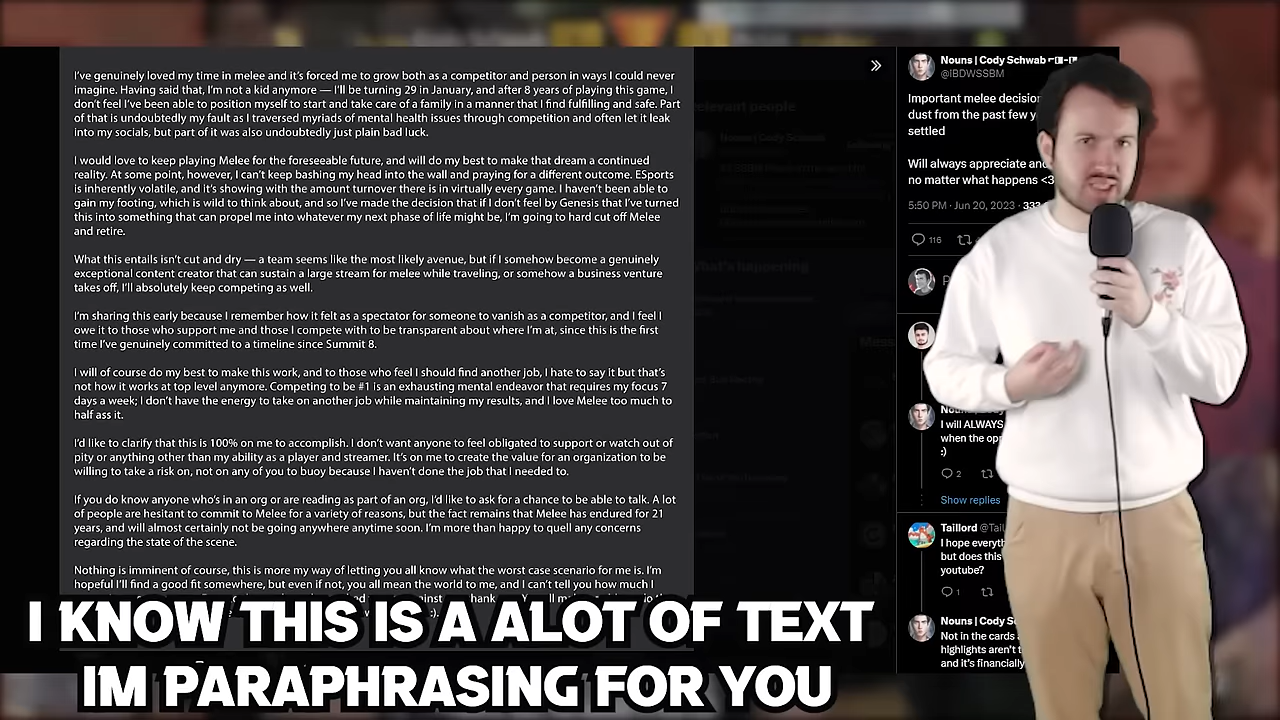 I've genuinely loved my time in melee and it's forced me to grow both as a competitor and person in ways I could never
imagine. Having said that, I'm not a kid anymore — I'll be turning 29 in January, and after 8 years of playing this game, I
don't feel I've been able to position myself to start and take care of a family in a manner that I find fulfilling and safe. Part
of that is undoubtedly my fault as I traversed myriads of mental health issues through competition and often let it leak
into my socials, but part of it was also undoubtedly just plain bad luck.
I would love to keep playing Melee for the foreseeable future, and will do my best to make that dream a continued
reality. At some point, however, I can't keep bashing my head into the wall and praying for a different outcome. ESports
is inherently volatile, and it's showing with the amount turnover there is in virtually every game. I haven't been able to
gain my footing, which is wild to think about, and so I've made the decision that if I don't feel by Genesis that I've turned
this into something that can propel me into whatever my next phase of life might be, I'm going to hard cut off Melee
and retire.
What this entails isn't cut and dry — a team seems like the most likely avenue, but if I somehow become a genuinely
exceptional content creator that can sustain a large stream for melee while traveling, or somehow a business venture
takes off, I'll absolutely keep competing as well.
I'm sharing this early because I remember how it felt as a spectator for someone to vanish as a competitor, and I feel I
owe it to those who support me and those I compete with to be transparent about where I'm at, since this is the first
time I've genuinely committed to a timeline since Summit 8.
I will of course do my best to make this work, and to those who feel I should find another job, I hate to say it but that's
not how it works at top level anymore. Competing to be #1 is an exhausting mental endeavor that requires my focus 7
days a week; I don't have the energy to take on another job while maintaining my results, and I love Melee too much to
half ass it.
I'd like to clarify that this is 100% on me to accomplish. I don't want anyone to feel obligated to support or watch out of
pity or anything other than my ability as a player and streamer. It's on me to create the value for an organization to be
willing to take a risk on, not on any of you to buoy because I haven't done the job that I needed to.
If you do know anyone who's in an org or are reading as part of an org, I'd like to ask for a chance to be able to talk. A lot
of people are hesitant to commit to Melee for a variety of reasons, but the fact remains that Melee has endured for 21
years, and will almost certainly not be going anywhere anytime soon. I'm more than happy to quell any concerns
regarding the state of the scene.
Nothing is imminent of course, this is more my way of letting you all know what the worst case scenario for me is. I'm
hopeful I'll find a good fit somewhere, but even if not, you all mean the world to me, and I can't tell you how much I
I KNOW THIS IS A ALOT OF TEXT
IM PARAPHRASING FOR YOU
Nouns | Cody Schwab
@IBDWSSBM
Important melee decision
dust from the past few y
settled
Will always appreciate and
no matter what happens <3
5:50 PM · Jun 20, 2023 · 333
116
I will ALWAYS
when the opp
:)
2
Show replies
Taillord @Tail
I hope everyth
but does this
youtube?
1
Nouns | Cody Sc
Not in the cards
highlights aren't t
and it's financially
What's happening